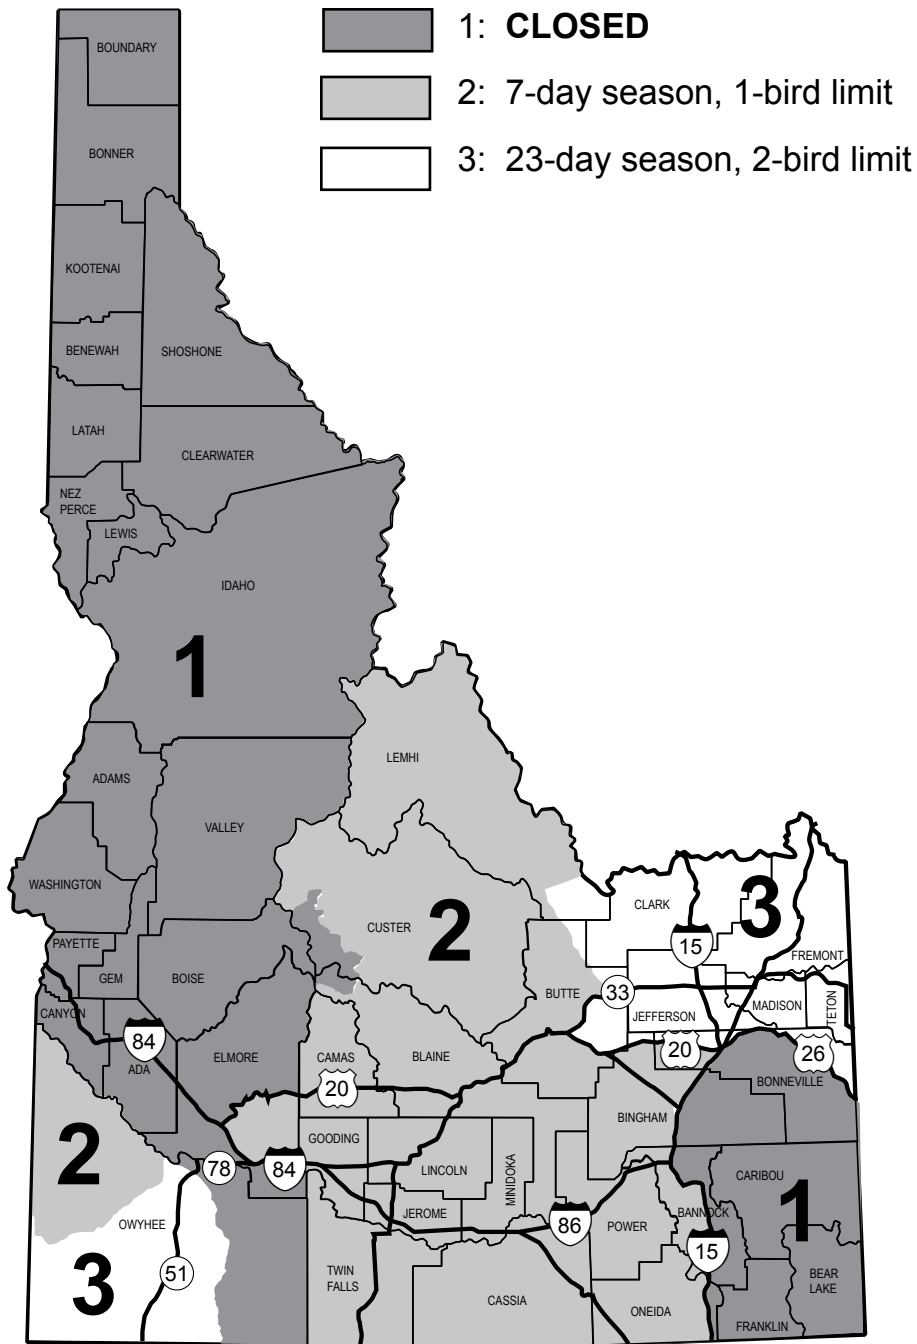 1: CLOSED
2: 7-day season, 1-bird limit
3: 23-day season, 2-bird limit
BOUNDARY
BONNER
KOOTENAI
BENEWAH
SHOSHONE
LATAH
CLEARWATER
NEZ
PERCE
LEWIS
IDAHO
1
LEMHI
ADAMS
VALLEY
WASHINGTON
CUSTER
2
CLARK
3
15
FREMONT
PAYETTE
GEM
BOISE
BUTTE
33
MADISON
TETON
JEFFERSON
CANYON
84
ADA
ELMORE
CAMAS
BLAINE
20
20
26
BONNEVILLE
BINGHAM
2
78
84
GOODING
LINCOLN
MINIDOKA
CARIBOU
1
JEROME
86
POWER
BANNOCK
15
OWYHEE
3
51
TWIN
FALLS
CASSIA
ONEIDA
BEAR
LAKE
FRANKLIN